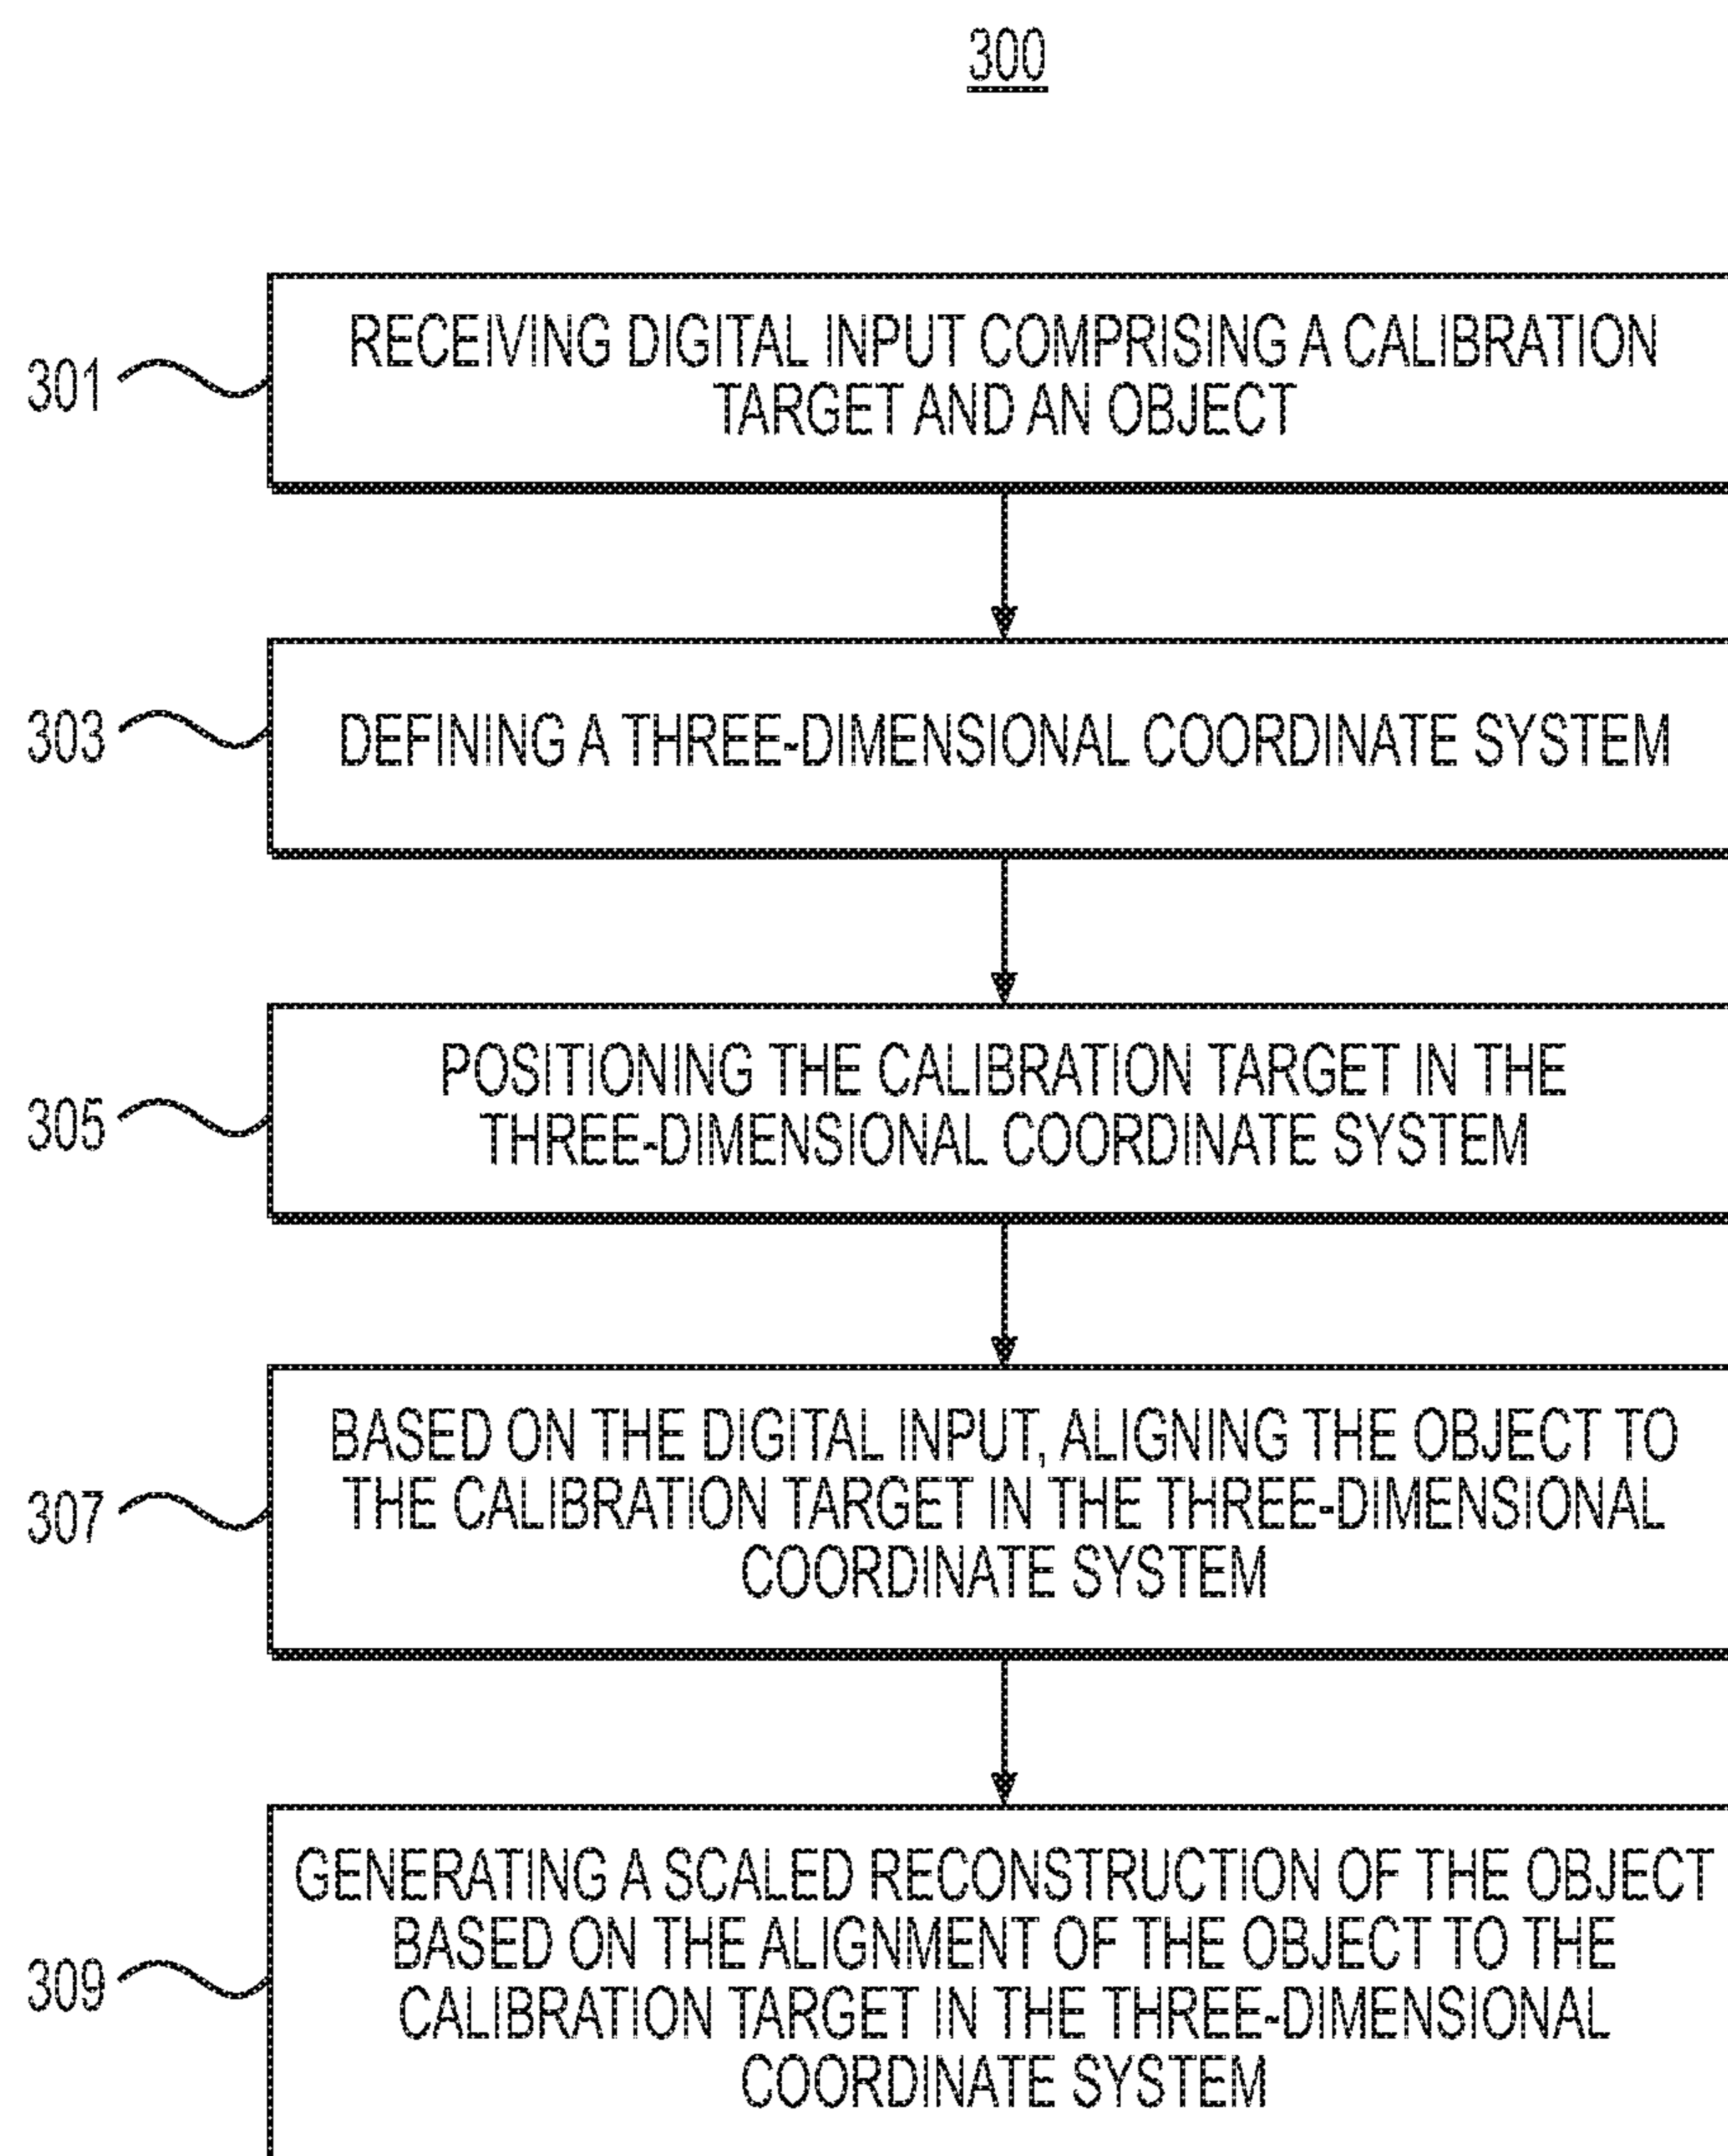 300
301
RECEIVING DIGITAL INPUT COMPRISING A CALIBRATION
TARGET AND AN OBJECT
303
DEFINING A THREE-DIMENSIONAL COORDINATE SYSTEM
305
POSITIONING THE CALIBRATION TARGET IN THE
THREE-DIMENSIONAL COORDINATE SYSTEM
307
BASED ON THE DIGITAL INPUT, ALIGNING THE OBJECT TO
THE CALIBRATION TARGET IN THE THREE-DIMENSIONAL
COORDINATE SYSTEM
309
GENERATING A SCALED RECONSTRUCTION OF THE OBJECT
BASED ON THE ALIGNMENT OF THE OBJECT TO THE
CALIBRATION TARGET IN THE THREE-DIMENSIONAL
COORDINATE SYSTEM